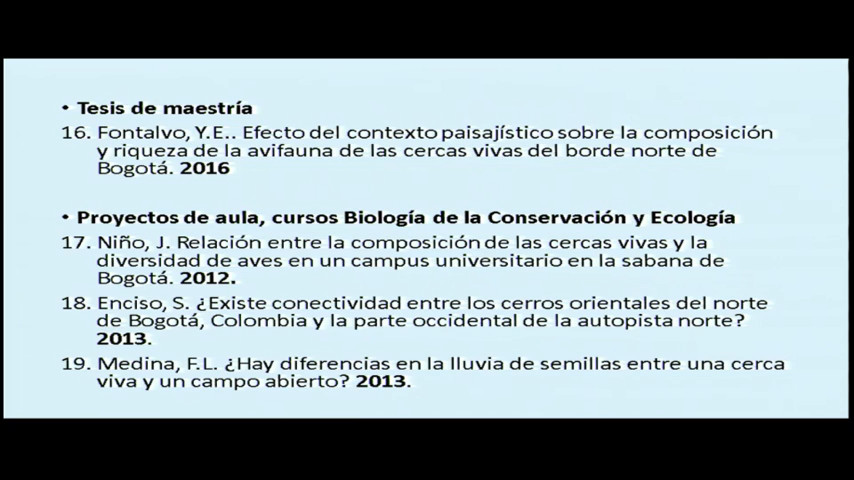 • Tesis de maestría
16. Fontalvo, Y.E.. Efecto del contexto paisajístico sobre la composición
y riqueza de la avifauna de las cercas vivas del borde norte de
Bogotá. 2016
• Proyectos de aula, cursos Biología de la Conservación y Ecología
17. Niño, J. Relación entre la composición de las cercas vivas y la
diversidad de aves en un campus universitario en la sabana de
Bogotá. 2012.
18. Enciso, S. ¿Existe conectividad entre los cerros orientales del norte
de Bogotá, Colombia y la parte occidental de la autopista norte?
2013.
19. Medina, F.L. ¿Hay diferencias en la lluvia de semillas entre una cerca
viva y un campo abierto? 2013.